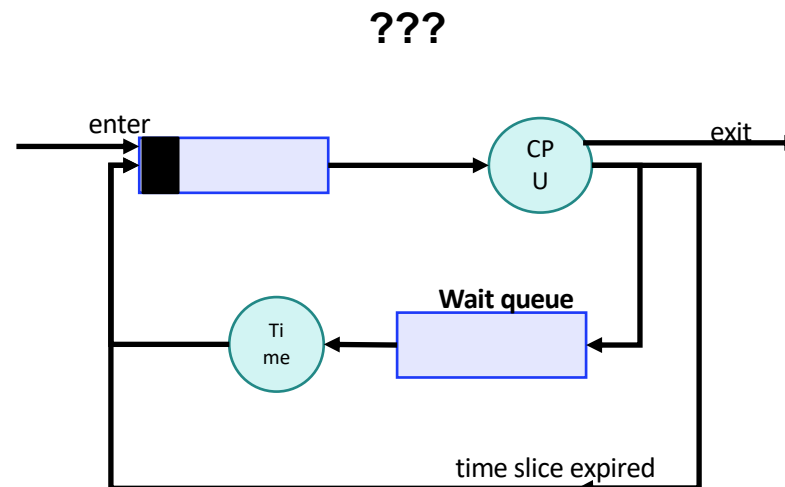 ???
enter
CP
U
exit
Wait queue
Ti
me
time slice expired